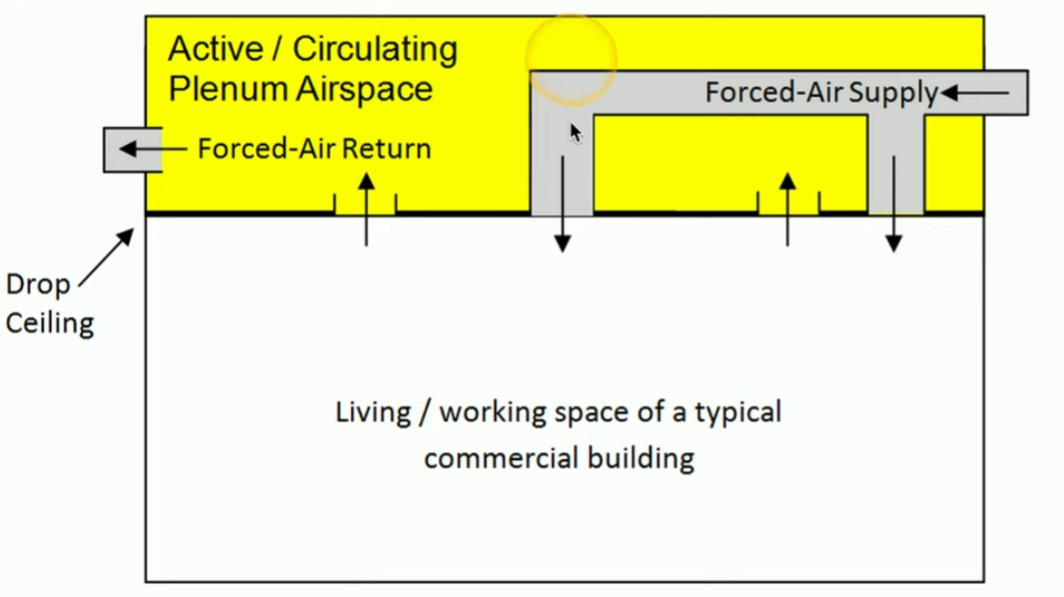 Active / Circulating
Plenum Airspace
Forced-Air Supply
Forced-Air Return
Drop
Ceiling
Living / working space of a typical
commercial building